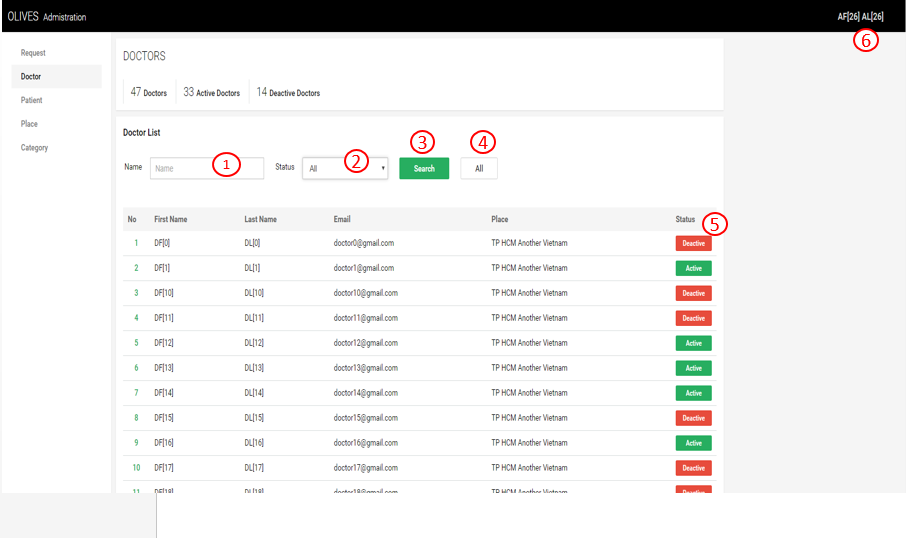 OLIVES Admistration AF[26] AL[26]
6
Request
Doctor
Patient
Place
Category
DOCTORS
47 Doctors 33 Active Doctors 14 Deactive Doctors
Doctor List
3 4
Name Name 1 Status All 2 Search All
No First Name Last Name Email Place Status 5
1 DF[0] DL[0] doctor0@gmail.com TP HCM Another Vietnam Deactive
2 DF[1] DL[1] doctor1@gmail.com TP HCM Another Vietnam Active
3 DF[10] DL[10] doctor10@gmail.com TP HCM Another Vietnam Deactive
4 DF[11] DL[11] doctor11@gmail.com TP HCM Another Vietnam Deactive
5 DF[12] DL[12] doctor12@gmail.com TP HCM Another Vietnam Active
6 DF[13] DL[13] doctor13@gmail.com TP HCM Another Vietnam Active
7 DF[14] DL[14] doctor14@gmail.com TP HCM Another Vietnam Active
8 DF[15] DL[15] doctor15@gmail.com TP HCM Another Vietnam Deactive
9 DF[16] DL[16] doctor16@gmail.com TP HCM Another Vietnam Active
10 DF[17] DL[17] doctor17@gmail.com TP HCM Another Vietnam Deactive
11 DF[18] DL[18] doctor18@gmail.com TP HCM Another Vietnam Deactive